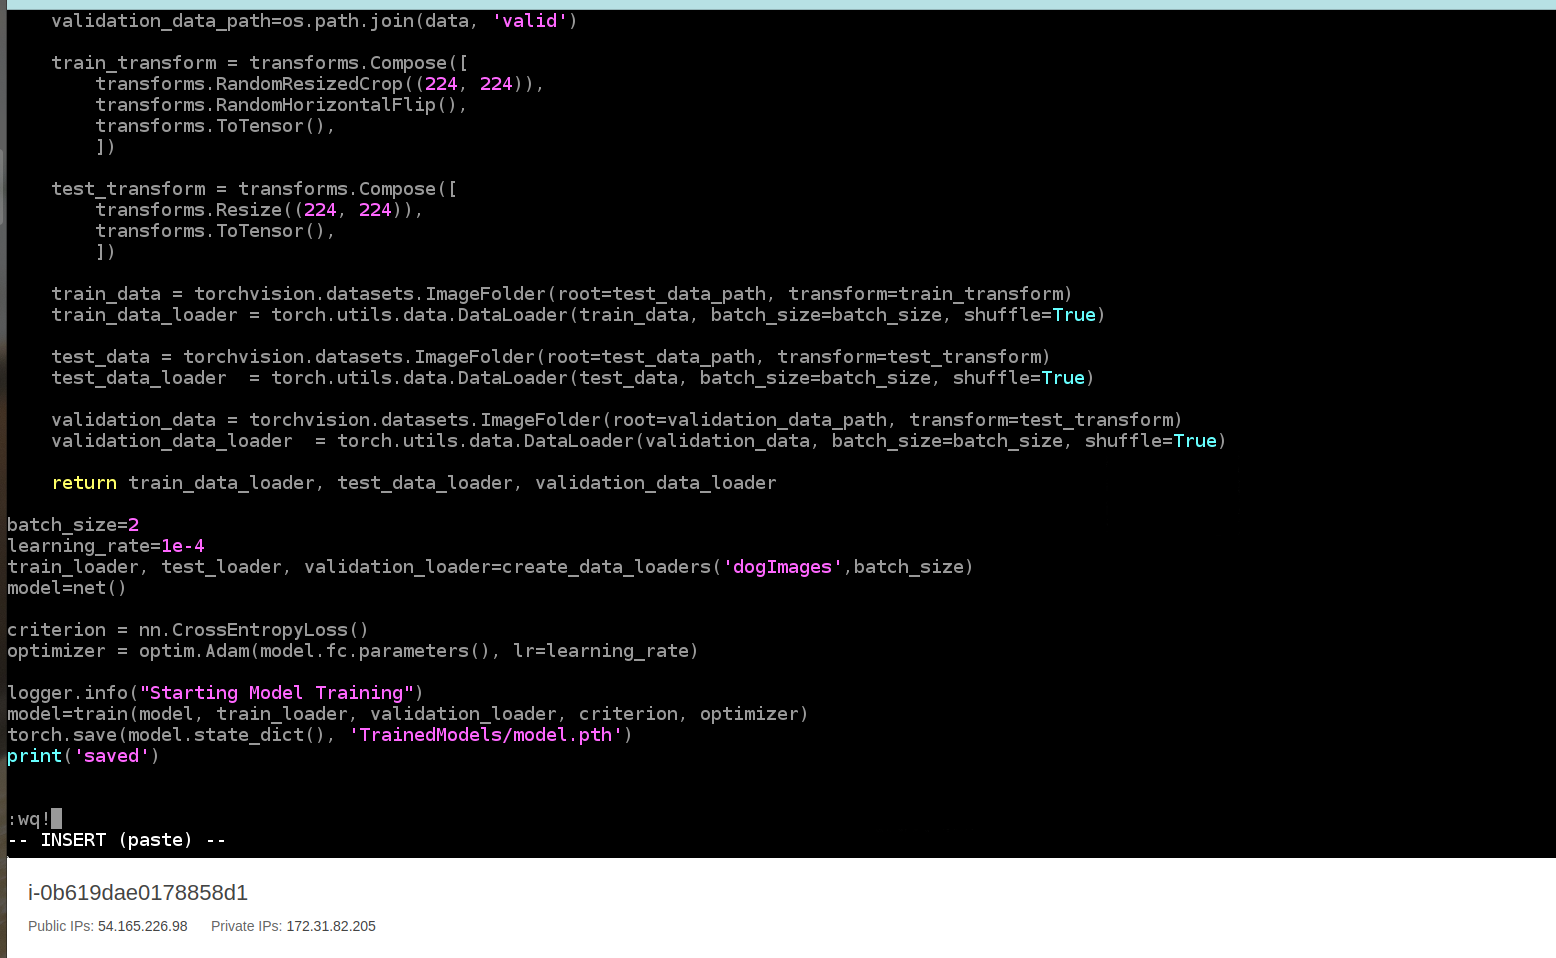 validation_data_path=os.path.join(data, 'valid')

    train_transform = transforms.Compose([
        transforms.RandomResizedCrop((224, 224)),
        transforms.RandomHorizontalFlip(),
        transforms.ToTensor(),
        ])

    test_transform = transforms.Compose([
        transforms.Resize((224, 224)),
        transforms.ToTensor(),
        ])

    train_data = torchvision.datasets.ImageFolder(root=test_data_path, transform=train_transform)
    train_data_loader = torch.utils.data.DataLoader(train_data, batch_size=batch_size, shuffle=True)

    test_data = torchvision.datasets.ImageFolder(root=test_data_path, transform=test_transform)
    test_data_loader  = torch.utils.data.DataLoader(test_data, batch_size=batch_size, shuffle=True)

    validation_data = torchvision.datasets.ImageFolder(root=validation_data_path, transform=test_transform)
    validation_data_loader  = torch.utils.data.DataLoader(validation_data, batch_size=batch_size, shuffle=True)

    return train_data_loader, test_data_loader, validation_data_loader

batch_size=2
learning_rate=1e-4
train_loader, test_loader, validation_loader=create_data_loaders('dogImages',batch_size)
model=net()

criterion = nn.CrossEntropyLoss()
optimizer = optim.Adam(model.fc.parameters(), lr=learning_rate)

logger.info("Starting Model Training")
model=train(model, train_loader, validation_loader, criterion, optimizer)
torch.save(model.state_dict(), 'TrainedModels/model.pth')
print('saved')

:wq!
-- INSERT (paste) --
i-0b619dae0178858d1
Public IPs: 54.165.226.98 Private IPs: 172.31.82.205